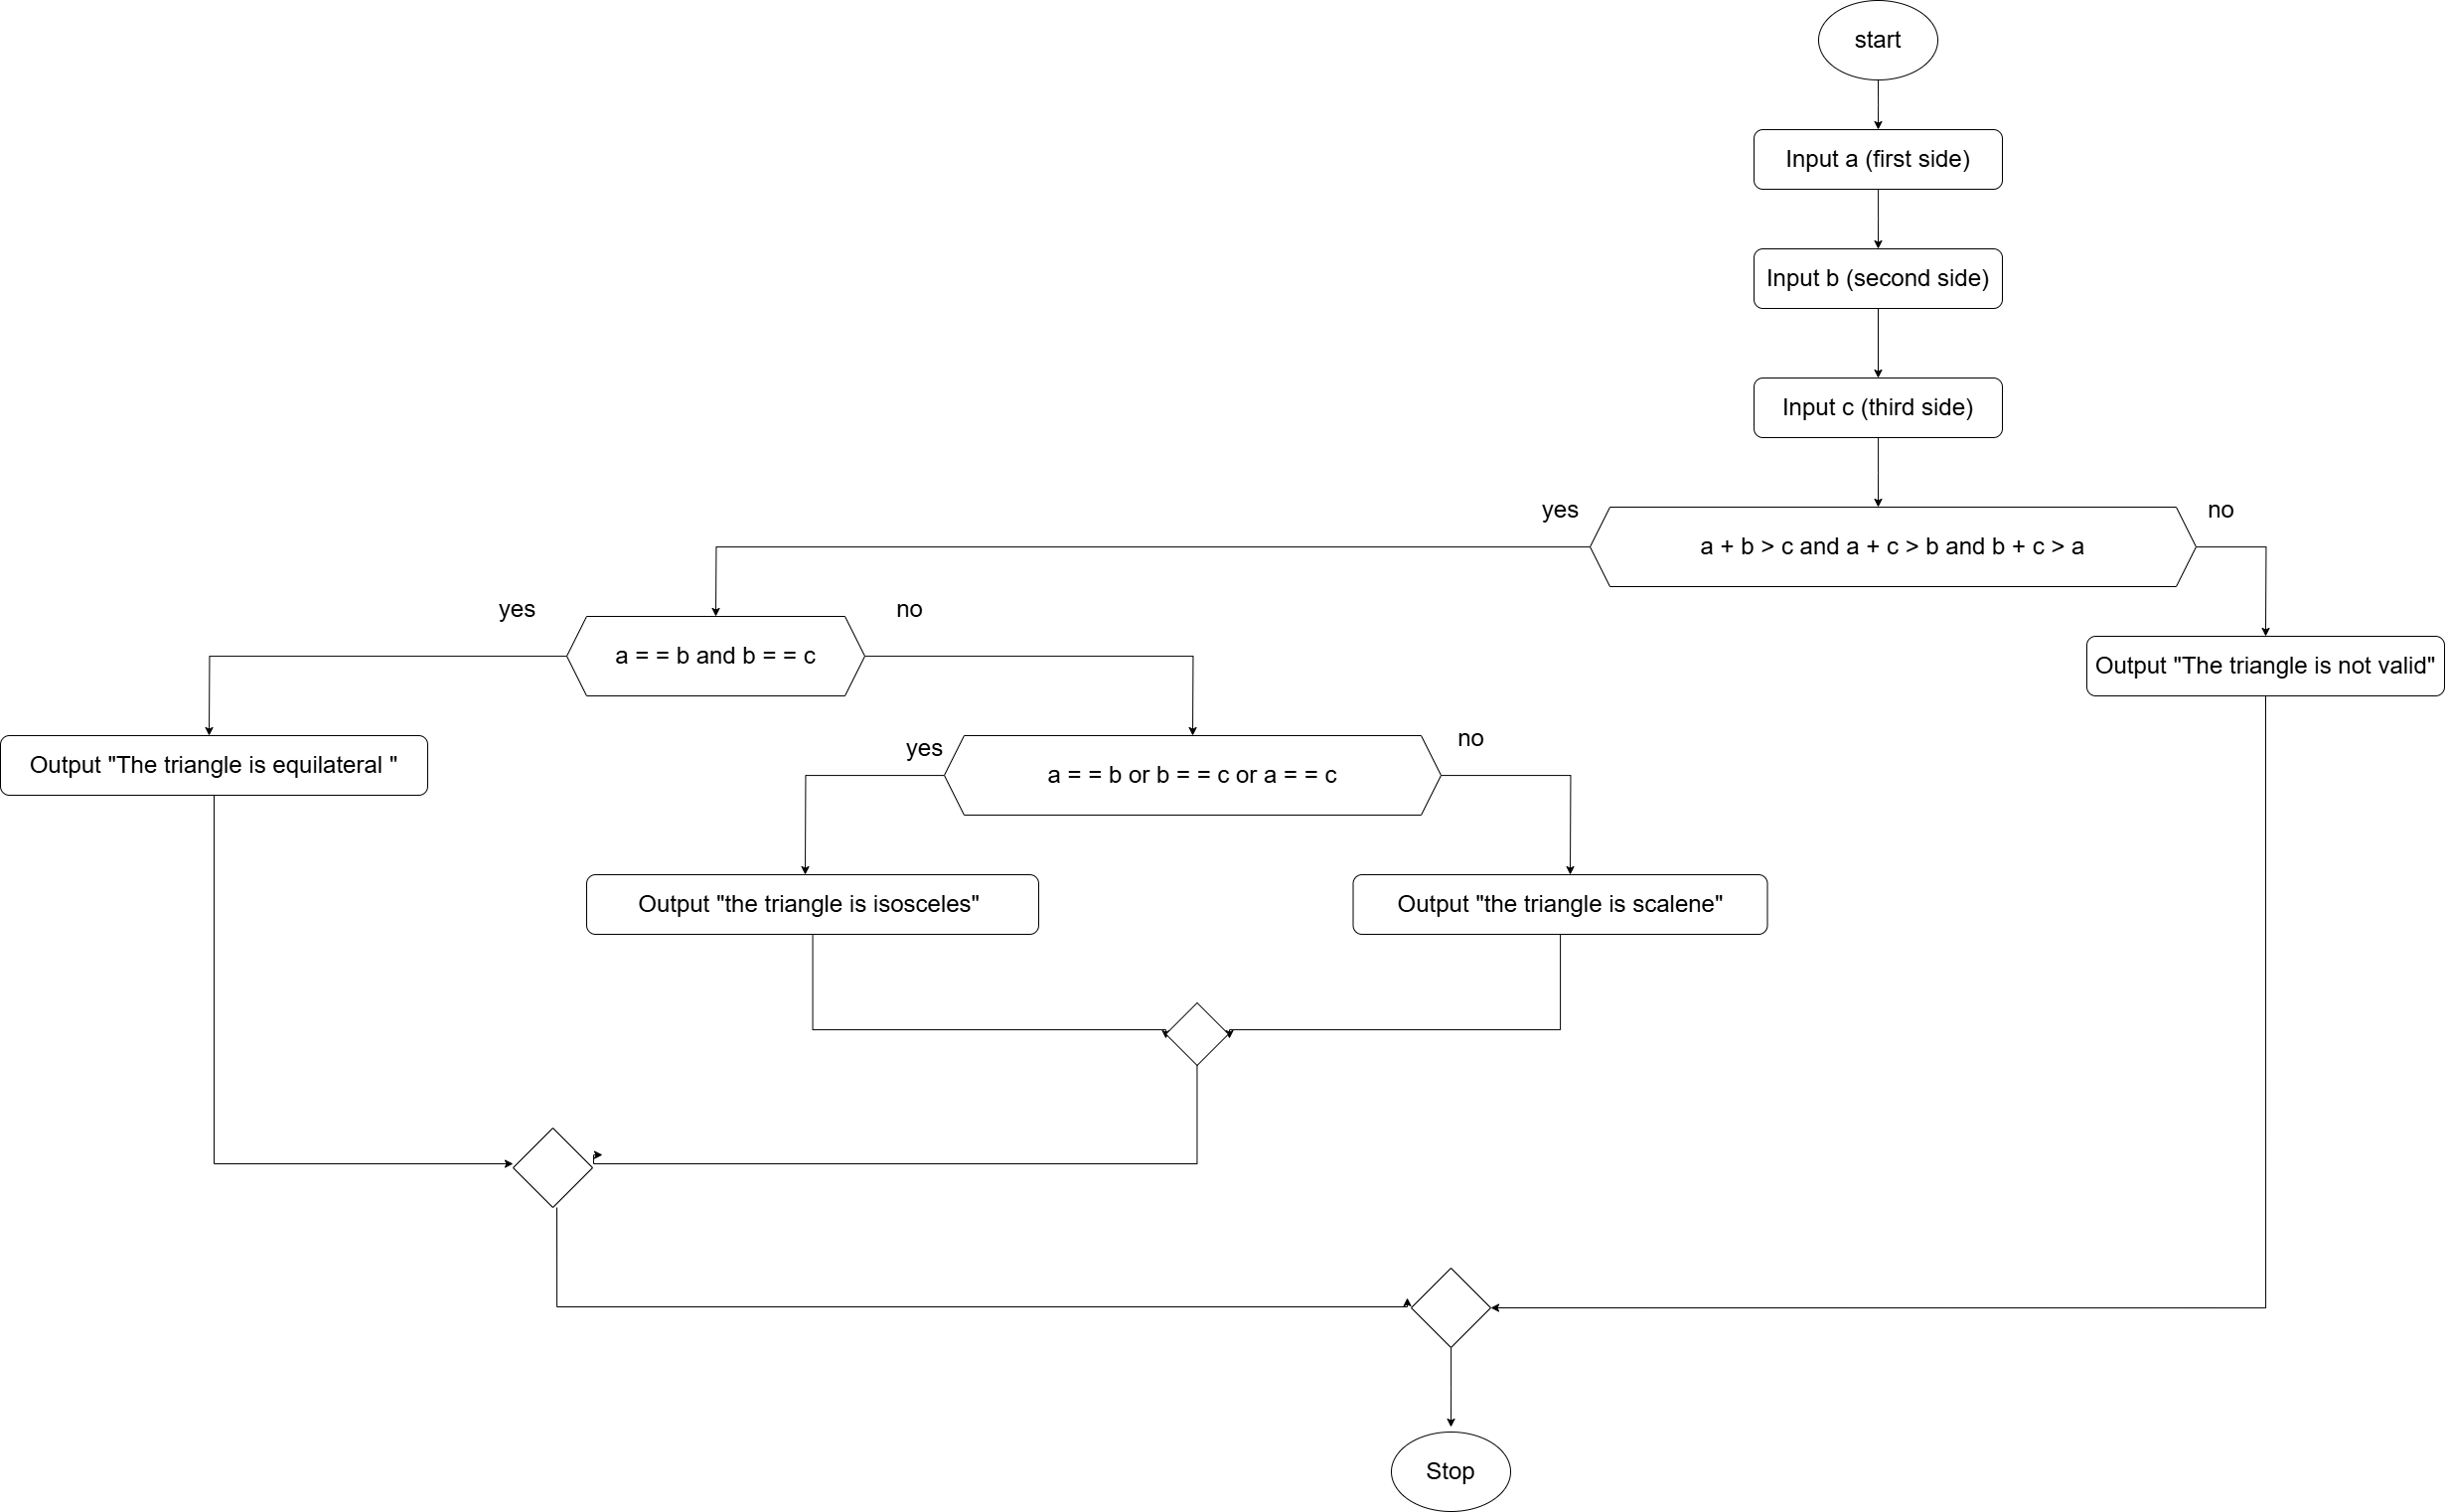 start
Input a (first side)
Input b (second side)
Input c (third side)
yes
no
a + b > c and a + c > b and b + c > a
yes
no
a = = b and b = = c
Output "The triangle is not valid"
yes
no
Output "The triangle is equilateral "
a = = b or b = = c or a = = c
Output "the triangle is isosceles"
Output "the triangle is scalene"
Stop